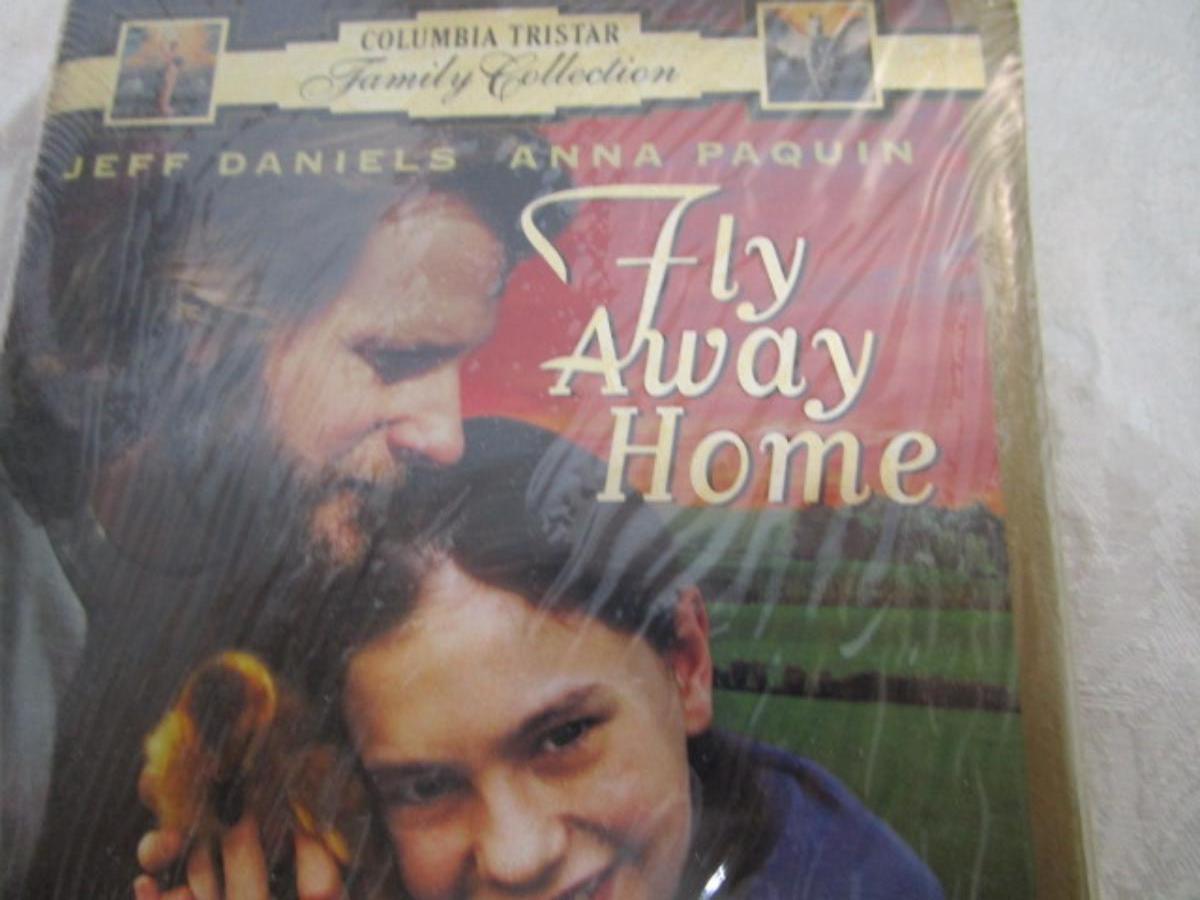 COLUMBIA TRISTAR
Family Collection
JEFF DANIELS ANNA PAQUIN
Fly
Away
Home